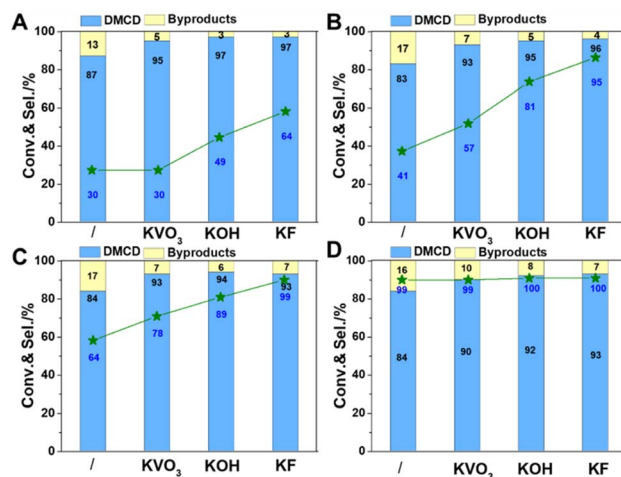 A
DMCD Byproducts
Conv.& Sel./%
100
80
60
40
20
0
13 5 3 3
87 95 97 97
30 30 49 64
/ KVO₃ KOH KF
B
DMCD Byproducts
Conv.& Sel./%
100
80
60
40
20
0
17 7 5 4
83 93 95 96
41 57 81 95
/ KVO₃ KOH KF
C
DMCD Byproducts
Conv.& Sel./%
100
80
60
40
20
0
17 7 6 7
84 93 94 93
64 78 89 99
/ KVO₃ KOH KF
D
DMCD Byproducts
Conv.& Sel./%
100
80
60
40
20
0
16 10 8 7
99 99 100 100
84 90 92 93
/ KVO₃ KOH KF